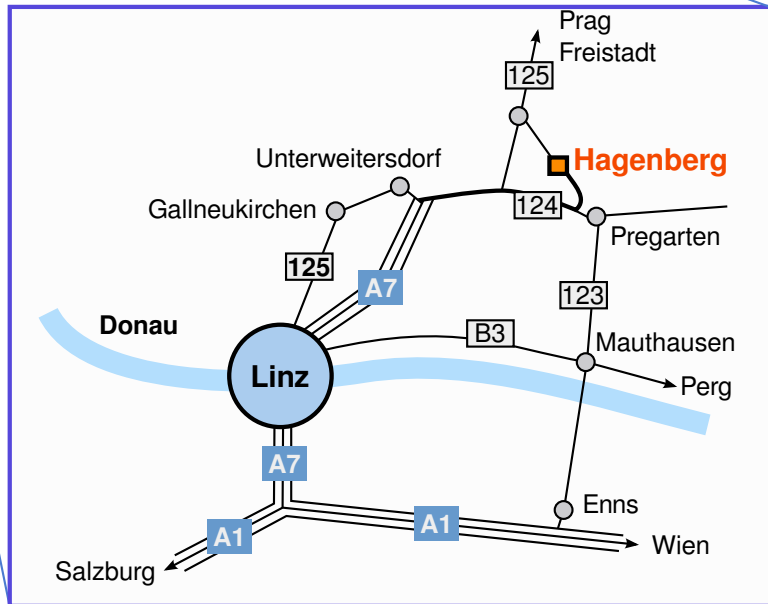 Prag
Freistadt
125
Unterweitersdorf
Hagenberg
Gallneukirchen
124
Pregarten
125
A7
123
Donau
B3
Mauthausen
Linz
Perg
A7
Enns
A1
A1
Wien
Salzburg